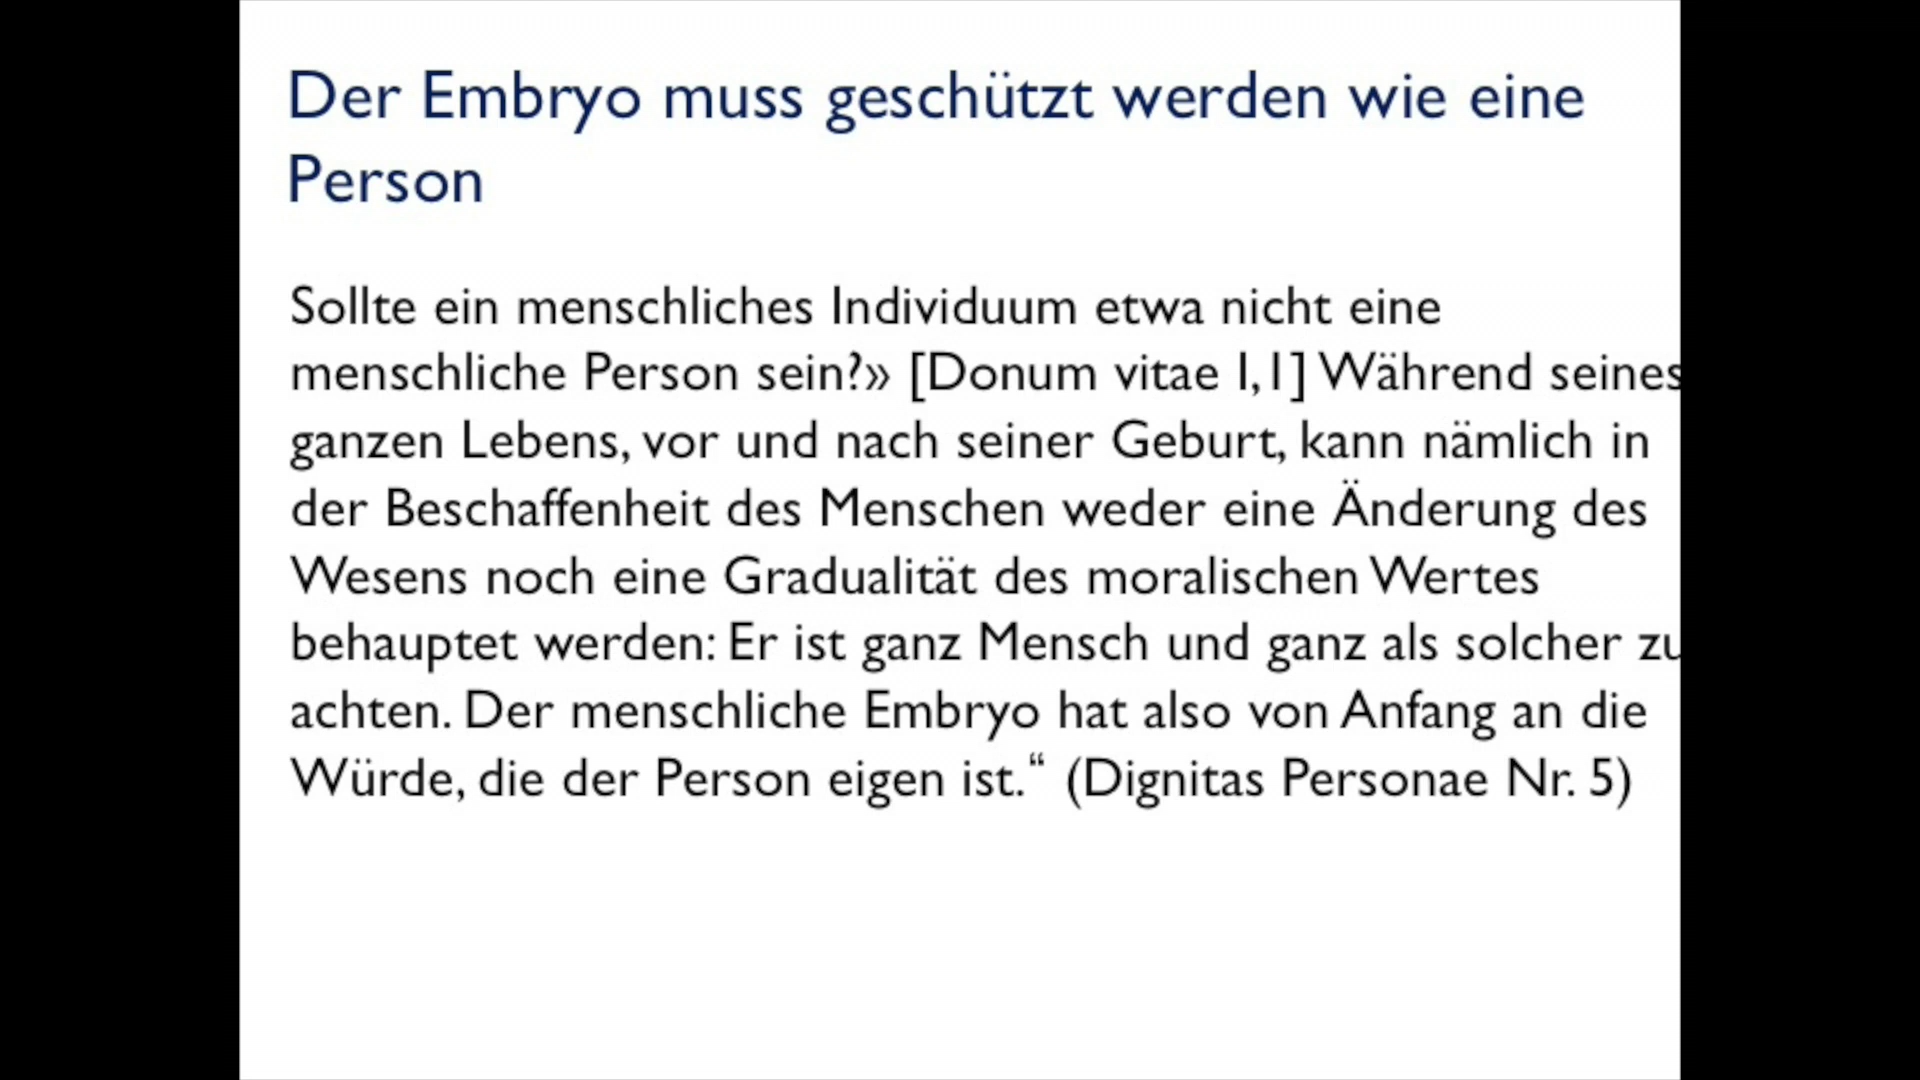 Der Embryo muss geschützt werden wie eine
Person
Sollte ein menschliches Individuum etwa nicht eine
menschliche Person sein?» [Donum vitae I,1] Während seines
ganzen Lebens, vor und nach seiner Geburt, kann nämlich in
der Beschaffenheit des Menschen weder eine Änderung des
Wesens noch eine Gradualität des moralischen Wertes
behauptet werden: Er ist ganz Mensch und ganz als solcher zu
achten. Der menschliche Embryo hat also von Anfang an die
Würde, die der Person eigen ist.“ (Dignitas Personae Nr. 5)